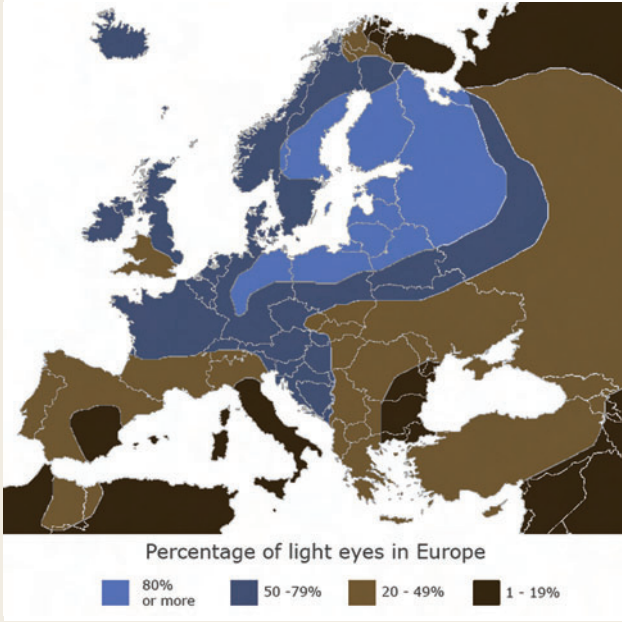 Percentage of light eyes in Europe
80%
or more
50 -79%
20 - 49%
1 - 19%